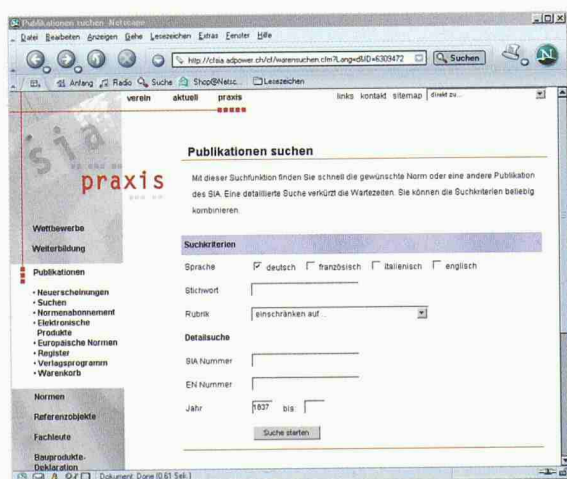 Publikationen suchen - Netscape
Datei Bearbeiten Anzeigen Gehe Lesezeichen Extras Fenster Hilfe
Suchen
N
Anfang Radio Suche Shop@Netsc... Lesezeichen
verein aktuell praxis links kontakt sitemap direkt zu...
sia
praxis
Wettbewerbe
Weiterbildung
Publikationen
• Neuerscheinungen
• Suchen
• Normenabonnement
• Elektronische
Produkte
• Europäische Normen
• Register
• Verlagsprogramm
• Warenkorb
Normen
Referenzobjekte
Fachleute
Bauprodukte-
Deklaration
Publikationen suchen
Mit dieser Suchfunktion finden Sie schnell die gewünschte Norm oder eine andere Publikation
des SIA. Eine detaillierte Suche verkürzt die Wartezeiten. Sie können die Suchkriterien beliebig
kombinieren.
Suchkriterien
Sprache deutsch französisch italienisch englisch
Stichwort
Rubrik einschränken auf ...
Detailsuche
SIA Nummer
EN Nummer
Jahr 1837 bis:
Suche starten
Dokument: Done (0.61 Sek.)